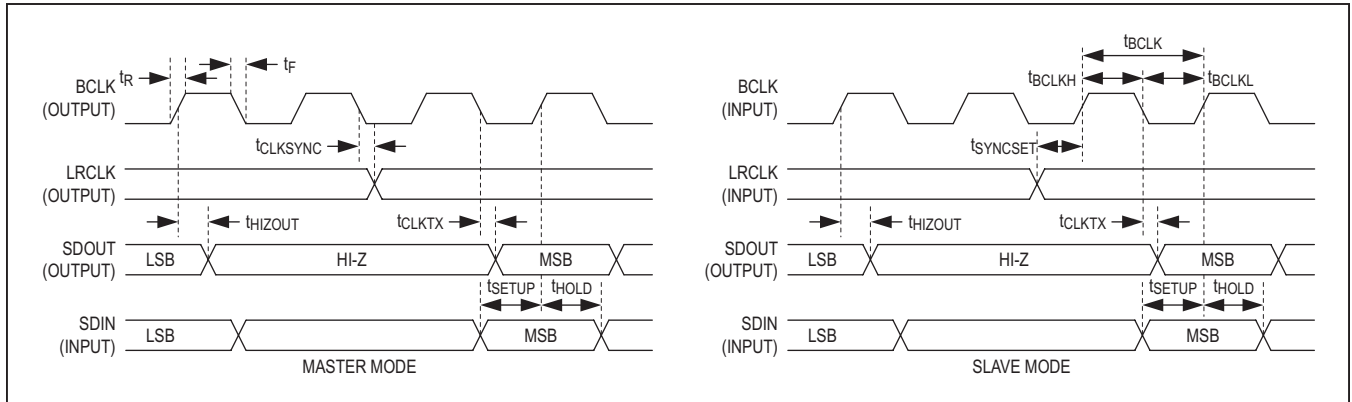 tR
tF
BCLK
(OUTPUT)
tCLKSYNC
LRCLK
(OUTPUT)
tHIZOUT
tCLKTX
SDOUT
(OUTPUT)
LSB
HI-Z
MSB
tSETUP
tHOLD
SDIN
(INPUT)
LSB
MSB
MASTER MODE
tBCLK
tBCLKH
tBCLKL
BCLK
(INPUT)
tSYNCSET
LRCLK
(INPUT)
tHIZOUT
tCLKTX
SDOUT
(OUTPUT)
LSB
HI-Z
MSB
tSETUP
tHOLD
SDIN
(INPUT)
LSB
MSB
SLAVE MODE